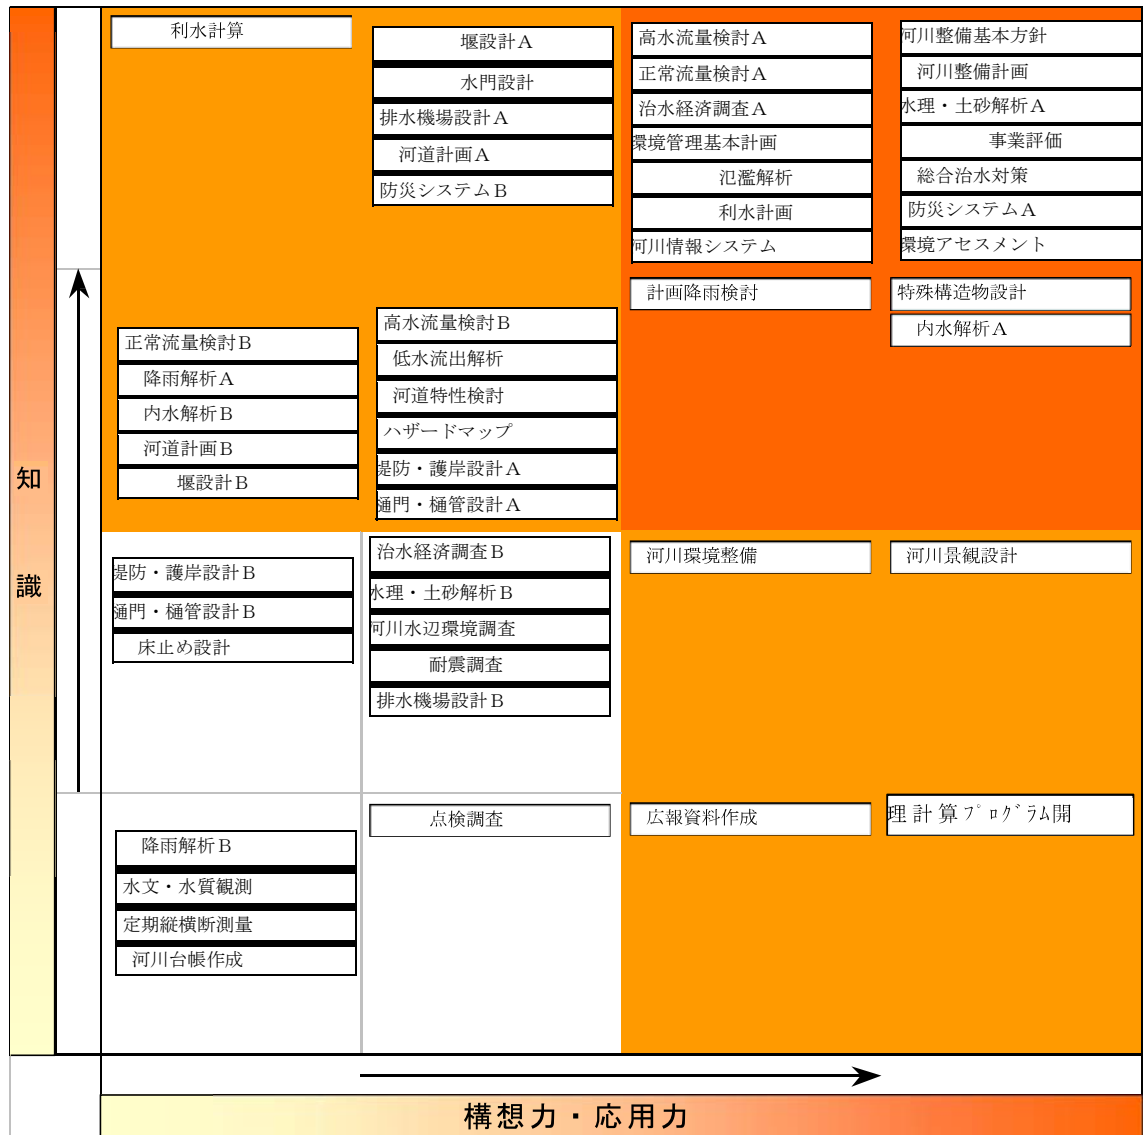 利水計算
堰設計A
水門設計
排水機場設計A
河道計画A
防災システムB
高水流量検討A
正常流量検討A
治水経済調査A
環境管理基本計画
氾濫解析
利水計画
河川情報システム
河川整備基本方針
河川整備計画
水理・土砂解析A
事業評価
総合治水対策
防災システムA
環境アセスメント
正常流量検討B
降雨解析A
内水解析B
河道計画B
堰設計B
高水流量検討B
低水流出解析
河道特性検討
ハザードマップ
堤防・護岸設計A
樋門・樋管設計A
計画降雨検討
特殊構造物設計
内水解析A
知
識
堤防・護岸設計B
樋門・樋管設計B
床止め設計
治水経済調査B
水理・土砂解析B
河川水辺環境調査
耐震調査
排水機場設計B
河川環境整備
河川景観設計
降雨解析B
水文・水質観測
定期縦横断測量
河川台帳作成
点検調査
広報資料作成
理計算ﾌﾟﾛｸﾞﾗﾑ開
構想力・応用力